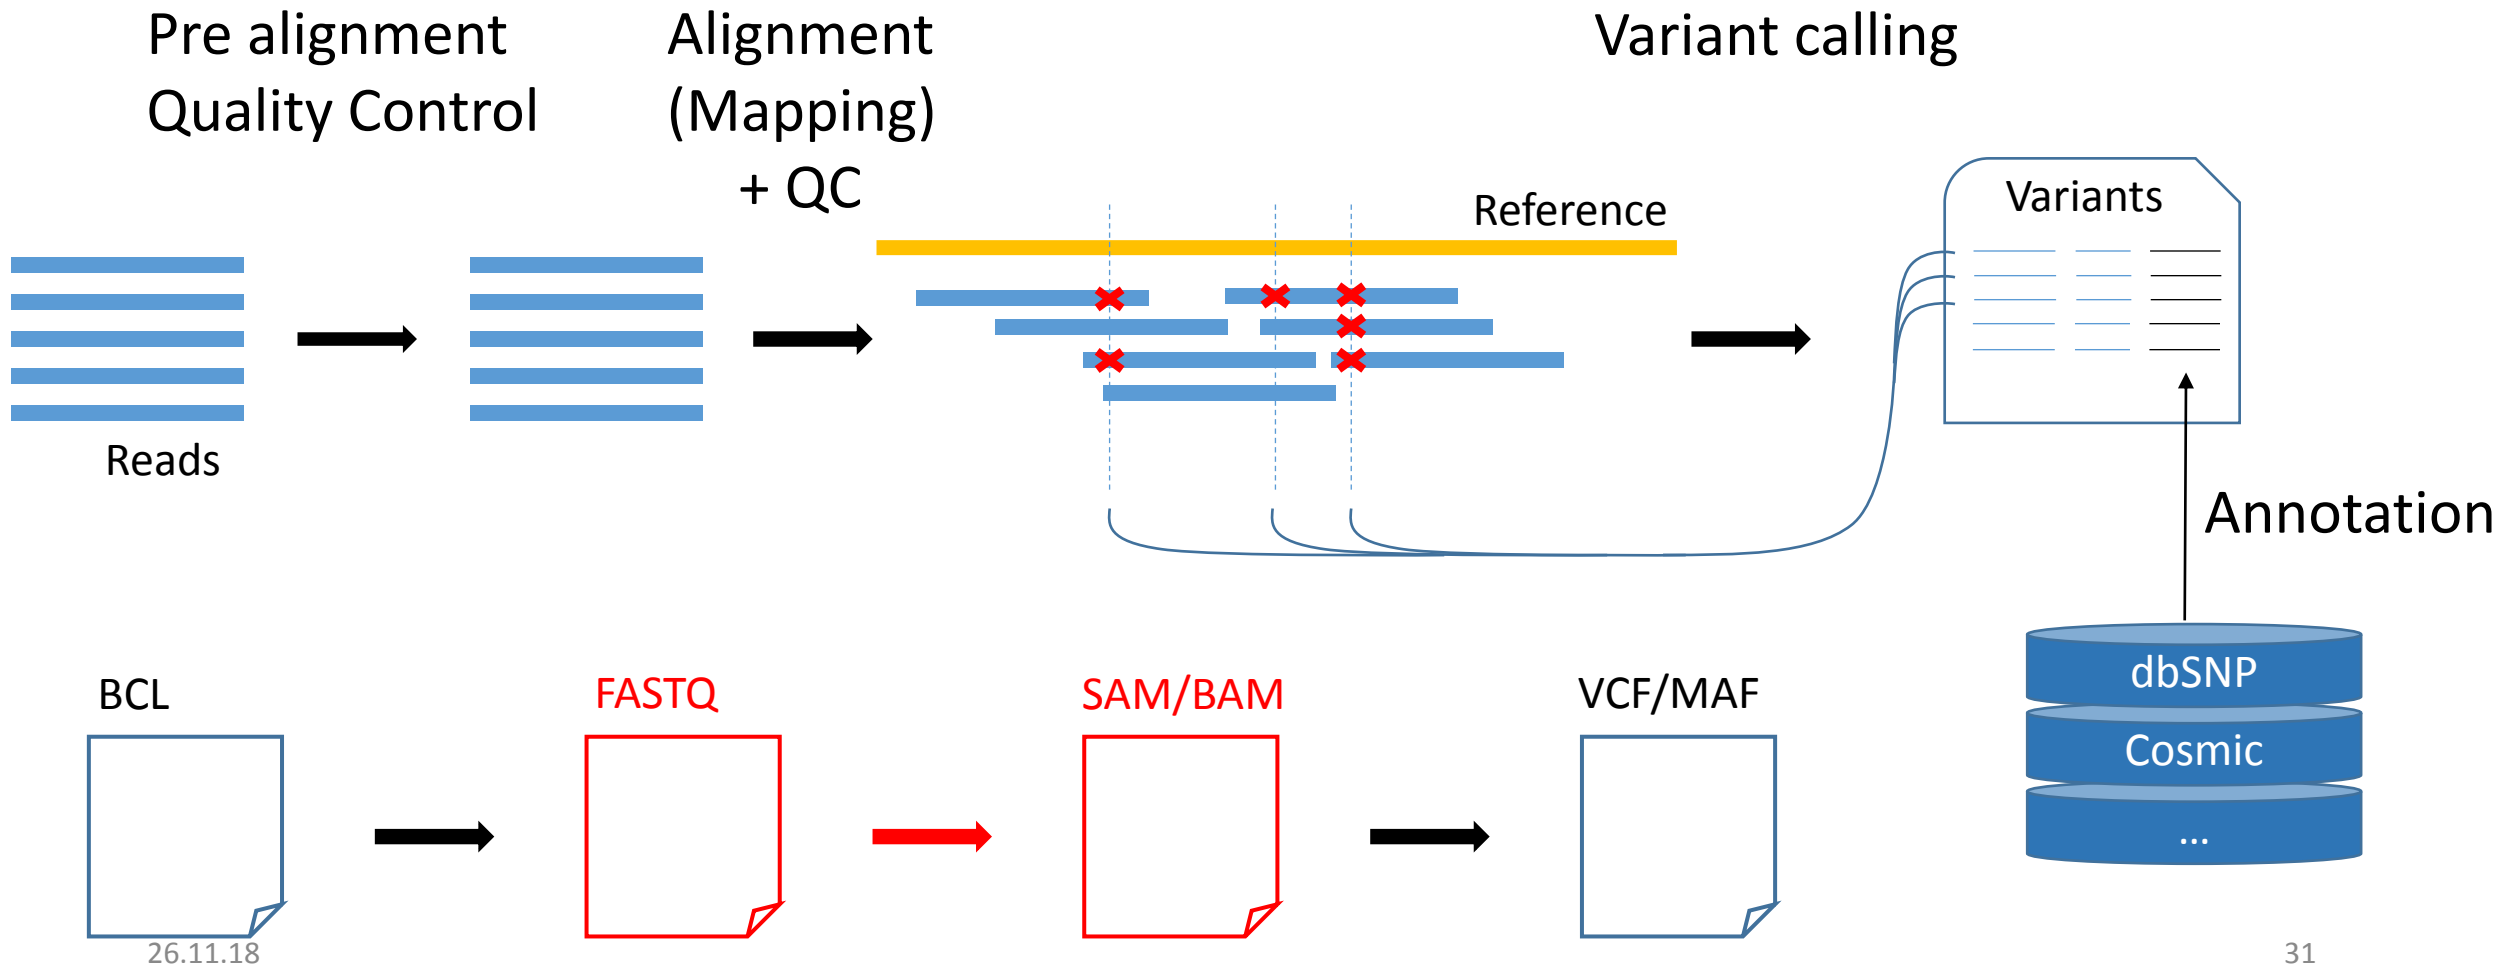 Pre alignment
Quality Control
Alignment
(Mapping)
+ QC
Variant calling
Reference
Variants
Reads
Annotation
BCL
FASTQ
SAM/BAM
VCF/MAF
dbSNP
Cosmic
...
26.11.18
31